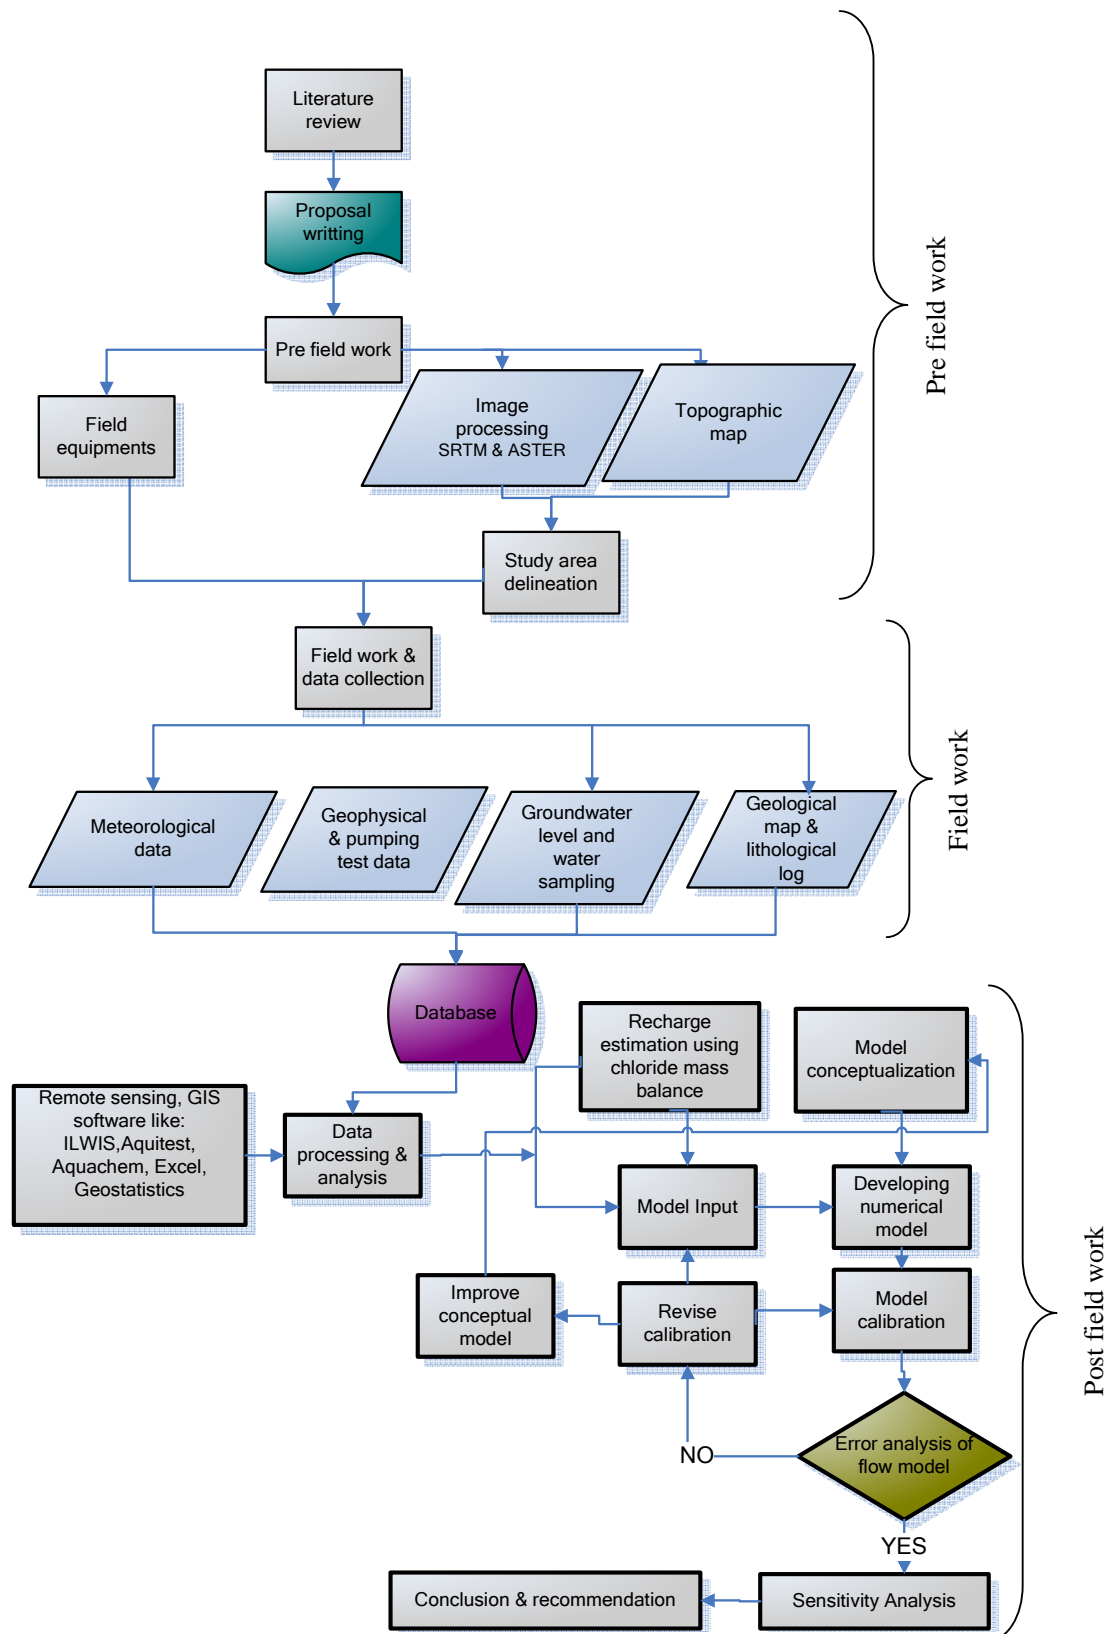 Literature
review
Proposal
writting
Pre field work
Field
equipments
Image
processing
SRTM & ASTER
Topographic
map
Study area
delineation
Pre field work
Field work &
data collection
Meteorological
data
Geophysical
& pumping
test data
Groundwater
level and
water
sampling
Geological
map &
lithological
log
Field work
Database
Recharge
estimation using
chloride mass
balance
Model
conceptualization
Remote sensing, GIS
software like:
ILWIS,Aquitest,
Aquachem, Excel,
Geostatistics
Data
processing &
analysis
Model Input
Developing
numerical
model
Improve
conceptual
model
Revise
calibration
Model
calibration
Error analysis of
flow model
NO
YES
Sensitivity Analysis
Conclusion & recommendation
Post field work